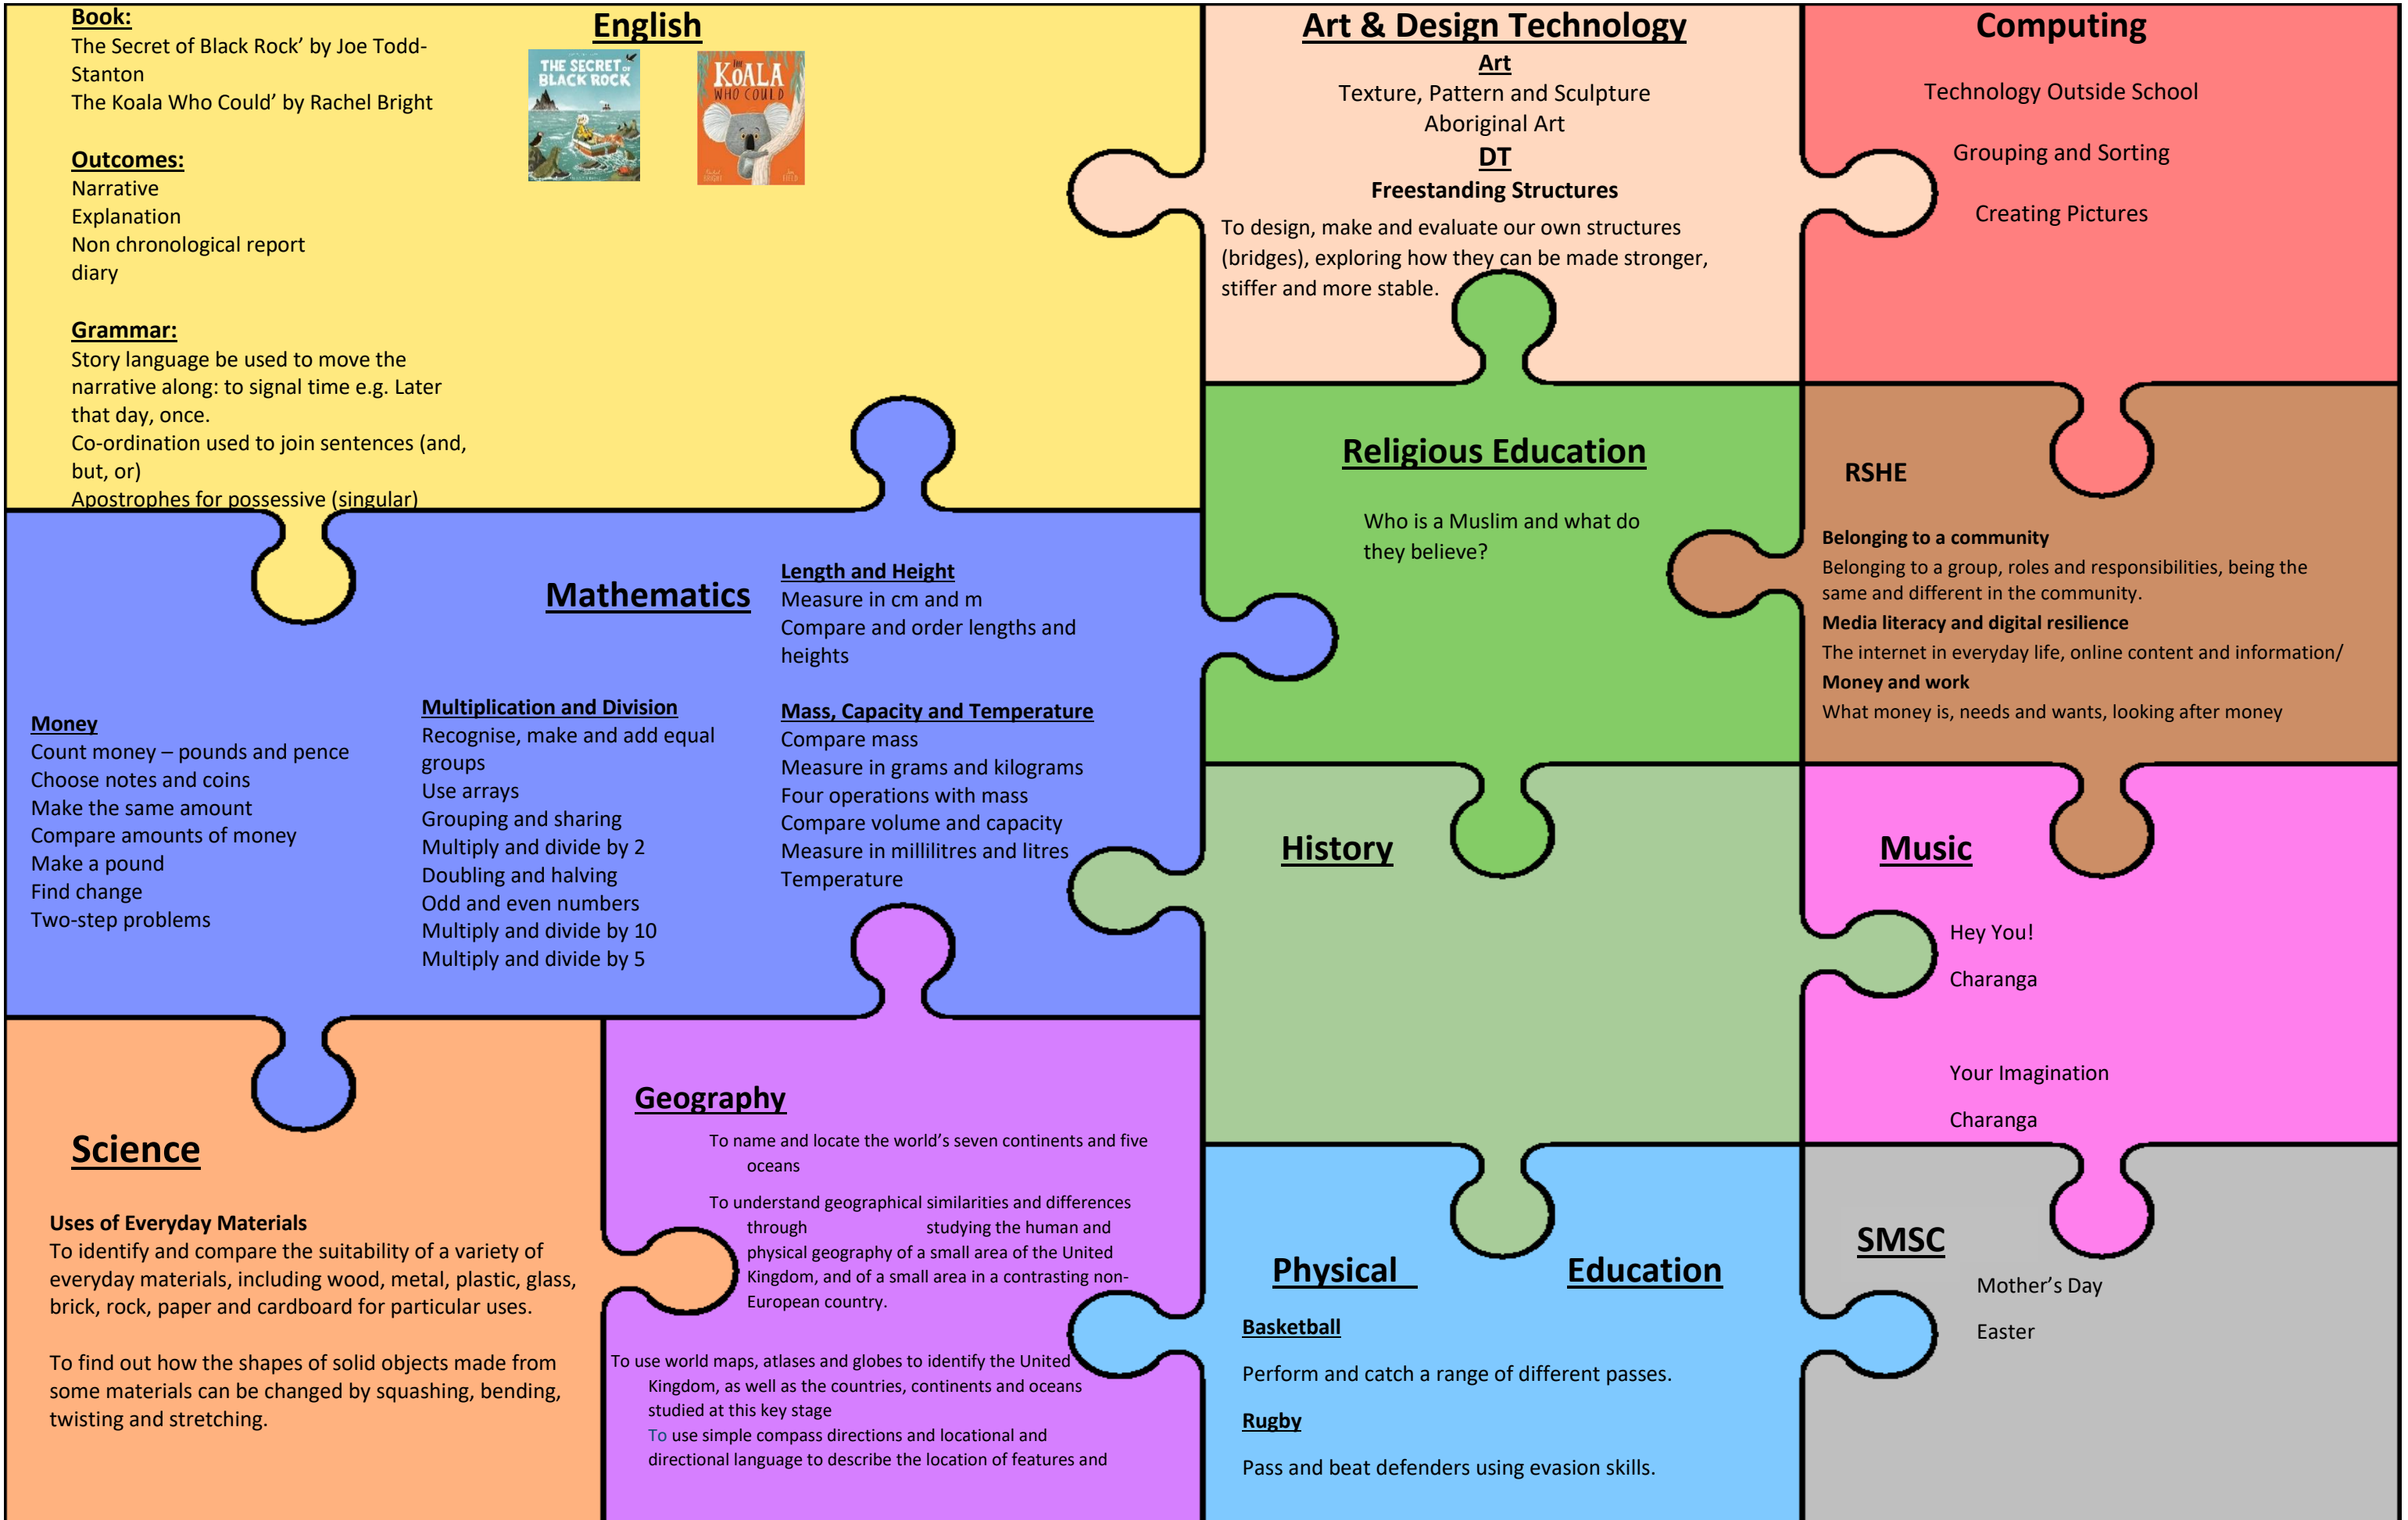 Book:
The Secret of Black Rock’ by Joe Todd-
Stanton
The Koala Who Could’ by Rachel Bright
Outcomes:
Narrative
Explanation
Non chronological report
diary
Grammar:
Story language be used to move the
narrative along: to signal time e.g. Later
that day, once.
Co-ordination used to join sentences (and,
but, or)
Apostrophes for possessive (singular)
English
THE SECRET OF
BLACK ROCK
THE
KOALA
WHO COULD
Art & Design Technology
Art
Texture, Pattern and Sculpture
Aboriginal Art
DT
Freestanding Structures
To design, make and evaluate our own structures
(bridges), exploring how they can be made stronger,
stiffer and more stable.
Computing
Technology Outside School
Grouping and Sorting
Creating Pictures
Mathematics
Money
Count money – pounds and pence
Choose notes and coins
Make the same amount
Compare amounts of money
Make a pound
Find change
Two-step problems
Multiplication and Division
Recognise, make and add equal
groups
Use arrays
Grouping and sharing
Multiply and divide by 2
Doubling and halving
Odd and even numbers
Multiply and divide by 10
Multiply and divide by 5
Length and Height
Measure in cm and m
Compare and order lengths and
heights
Mass, Capacity and Temperature
Compare mass
Measure in grams and kilograms
Four operations with mass
Compare volume and capacity
Measure in millilitres and litres
Temperature
Religious Education
Who is a Muslim and what do
they believe?
RSHE
Belonging to a community
Belonging to a group, roles and responsibilities, being the
same and different in the community.
Media literacy and digital resilience
The internet in everyday life, online content and information/
Money and work
What money is, needs and wants, looking after money
History
Music
Hey You!
Charanga
Your Imagination
Charanga
Science
Uses of Everyday Materials
To identify and compare the suitability of a variety of
everyday materials, including wood, metal, plastic, glass,
brick, rock, paper and cardboard for particular uses.
To find out how the shapes of solid objects made from
some materials can be changed by squashing, bending,
twisting and stretching.
Geography
To name and locate the world’s seven continents and five
oceans
To understand geographical similarities and differences
through studying the human and
physical geography of a small area of the United
Kingdom, and of a small area in a contrasting non-
European country.
To use world maps, atlases and globes to identify the United
Kingdom, as well as the countries, continents and oceans
studied at this key stage
To use simple compass directions and locational and
directional language to describe the location of features and
Physical Education
Basketball
Perform and catch a range of different passes.
Rugby
Pass and beat defenders using evasion skills.
SMSC
Mother’s Day
Easter